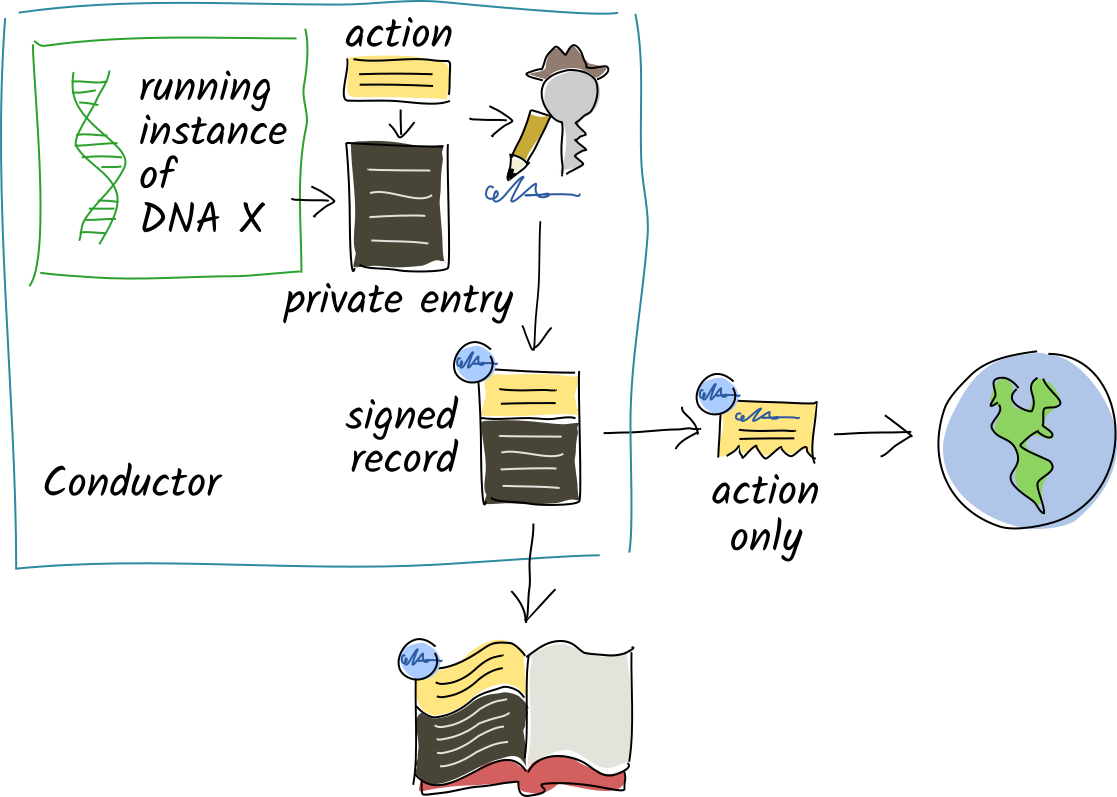 action
running
instance
of
DNA X
private entry
signed
record
Conductor
action
only